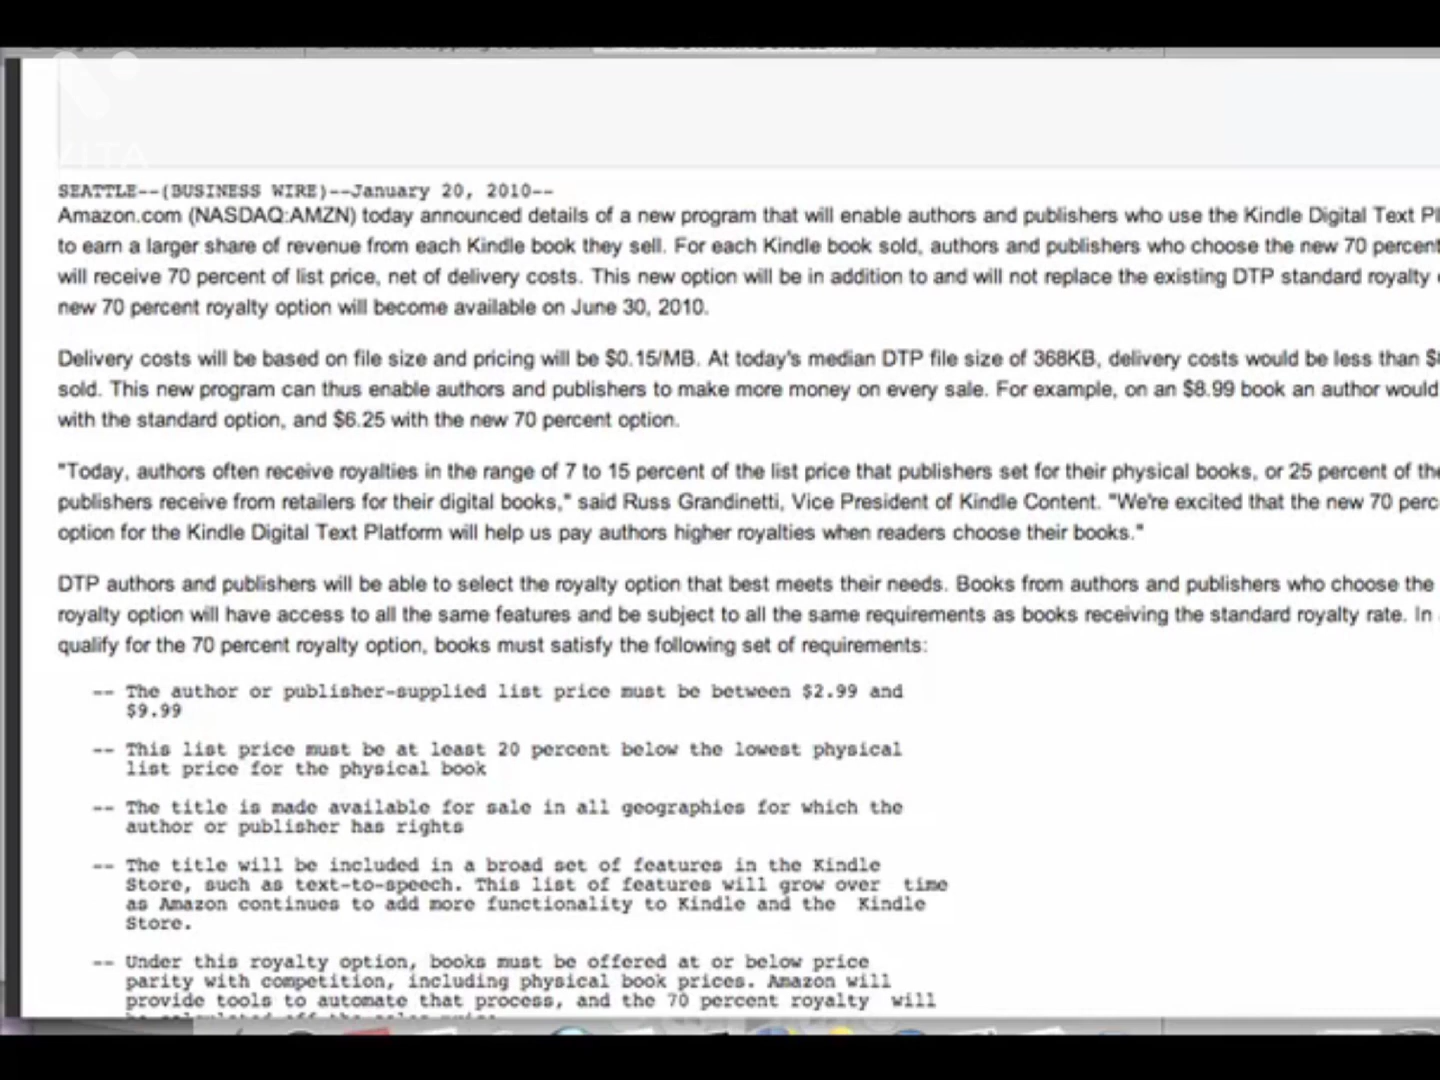 VITA
SEATTLE--(BUSINESS WIRE)--January 20, 2010--
Amazon.com (NASDAQ:AMZN) today announced details of a new program that will enable authors and publishers who use the Kindle Digital Text Pl
to earn a larger share of revenue from each Kindle book they sell. For each Kindle book sold, authors and publishers who choose the new 70 percent
will receive 70 percent of list price, net of delivery costs. This new option will be in addition to and will not replace the existing DTP standard royalty
new 70 percent royalty option will become available on June 30, 2010.
Delivery costs will be based on file size and pricing will be $0.15/MB. At today's median DTP file size of 368KB, delivery costs would be less than
sold. This new program can thus enable authors and publishers to make more money on every sale. For example, on an $8.99 book an author would
with the standard option, and $6.25 with the new 70 percent option.
"Today, authors often receive royalties in the range of 7 to 15 percent of the list price that publishers set for their physical books, or 25 percent of the
publishers receive from retailers for their digital books," said Russ Grandinetti, Vice President of Kindle Content. "We're excited that the new 70 perc
option for the Kindle Digital Text Platform will help us pay authors higher royalties when readers choose their books."
DTP authors and publishers will be able to select the royalty option that best meets their needs. Books from authors and publishers who choose the
royalty option will have access to all the same features and be subject to all the same requirements as books receiving the standard royalty rate. In
qualify for the 70 percent royalty option, books must satisfy the following set of requirements:
-- The author or publisher-supplied list price must be between $2.99 and
$9.99
-- This list price must be at least 20 percent below the lowest physical
list price for the physical book
-- The title is made available for sale in all geographies for which the
author or publisher has rights
-- The title will be included in a broad set of features in the Kindle
Store, such as text-to-speech. This list of features will grow over time
as Amazon continues to add more functionality to Kindle and the Kindle
Store.
-- Under this royalty option, books must be offered at or below price
parity with competition, including physical book prices. Amazon will
provide tools to automate that process, and the 70 percent royalty will